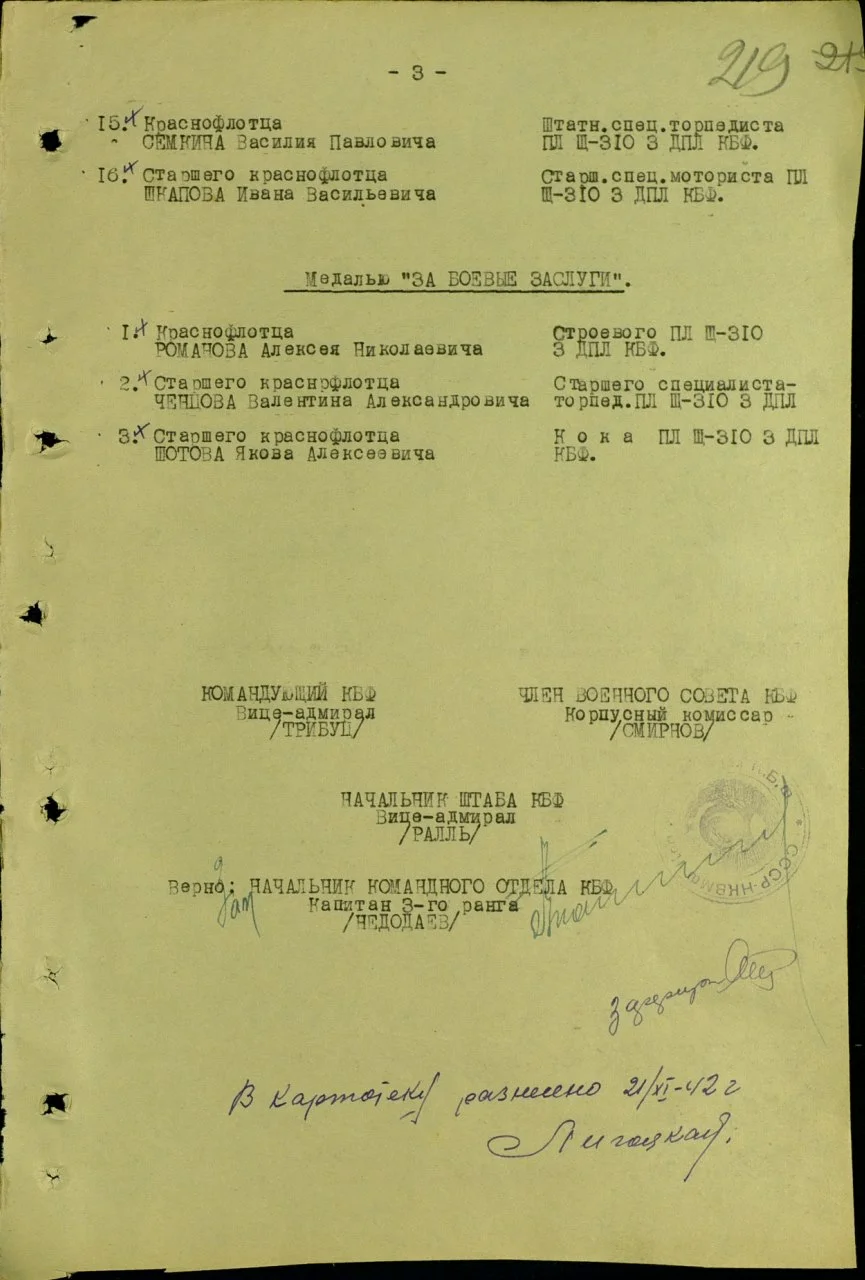 - 3 -
219
15. Краснофлотца Штатн.спец.торпедиста
СЕМКИНА Василия Павловича ПЛ Щ-310 3 ДПЛ КБФ.
16. Старшего краснофлотца Старш.спец.моториста ПЛ
ШКАПОВА Ивана Васильевича Щ-310 3 ДПЛ КБФ.
Медалью "ЗА БОЕВЫЕ ЗАСЛУГИ".
1. Краснофлотца Строевого ПЛ Щ-310
РОМАНОВА Алексея Николаевича 3 ДПЛ КБФ.
2. Старшего краснофлотца Старшего специалиста-
ЧЕНЦОВА Валентина Александровича торпед.ПЛ Щ-310 3 ДПЛ
3. Старшего краснофлотца К о к а ПЛ Щ-310 3 ДПЛ
ШОТОВА Якова Алексеевича КБФ.
КОМАНДУЮЩИЙ КБФ ЧЛЕН ВОЕННОГО СОВЕТА КБФ
Вице-адмирал Корпусный комиссар
/ТРИБУЦ/ /СМИРНОВ/
НАЧАЛЬНИК ШТАБА КБФ
Вице-адмирал
/РАЛЛЬ/
Верно: НАЧАЛЬНИК КОМАНДНОГО ОТДЕЛА КБФ
Капитан 3-го ранга
/НЕДОДАЕВ/
Зам
К.Б.Ф. * СССР-НКВМФ
В картотеку разнесено 21/XI-42 г